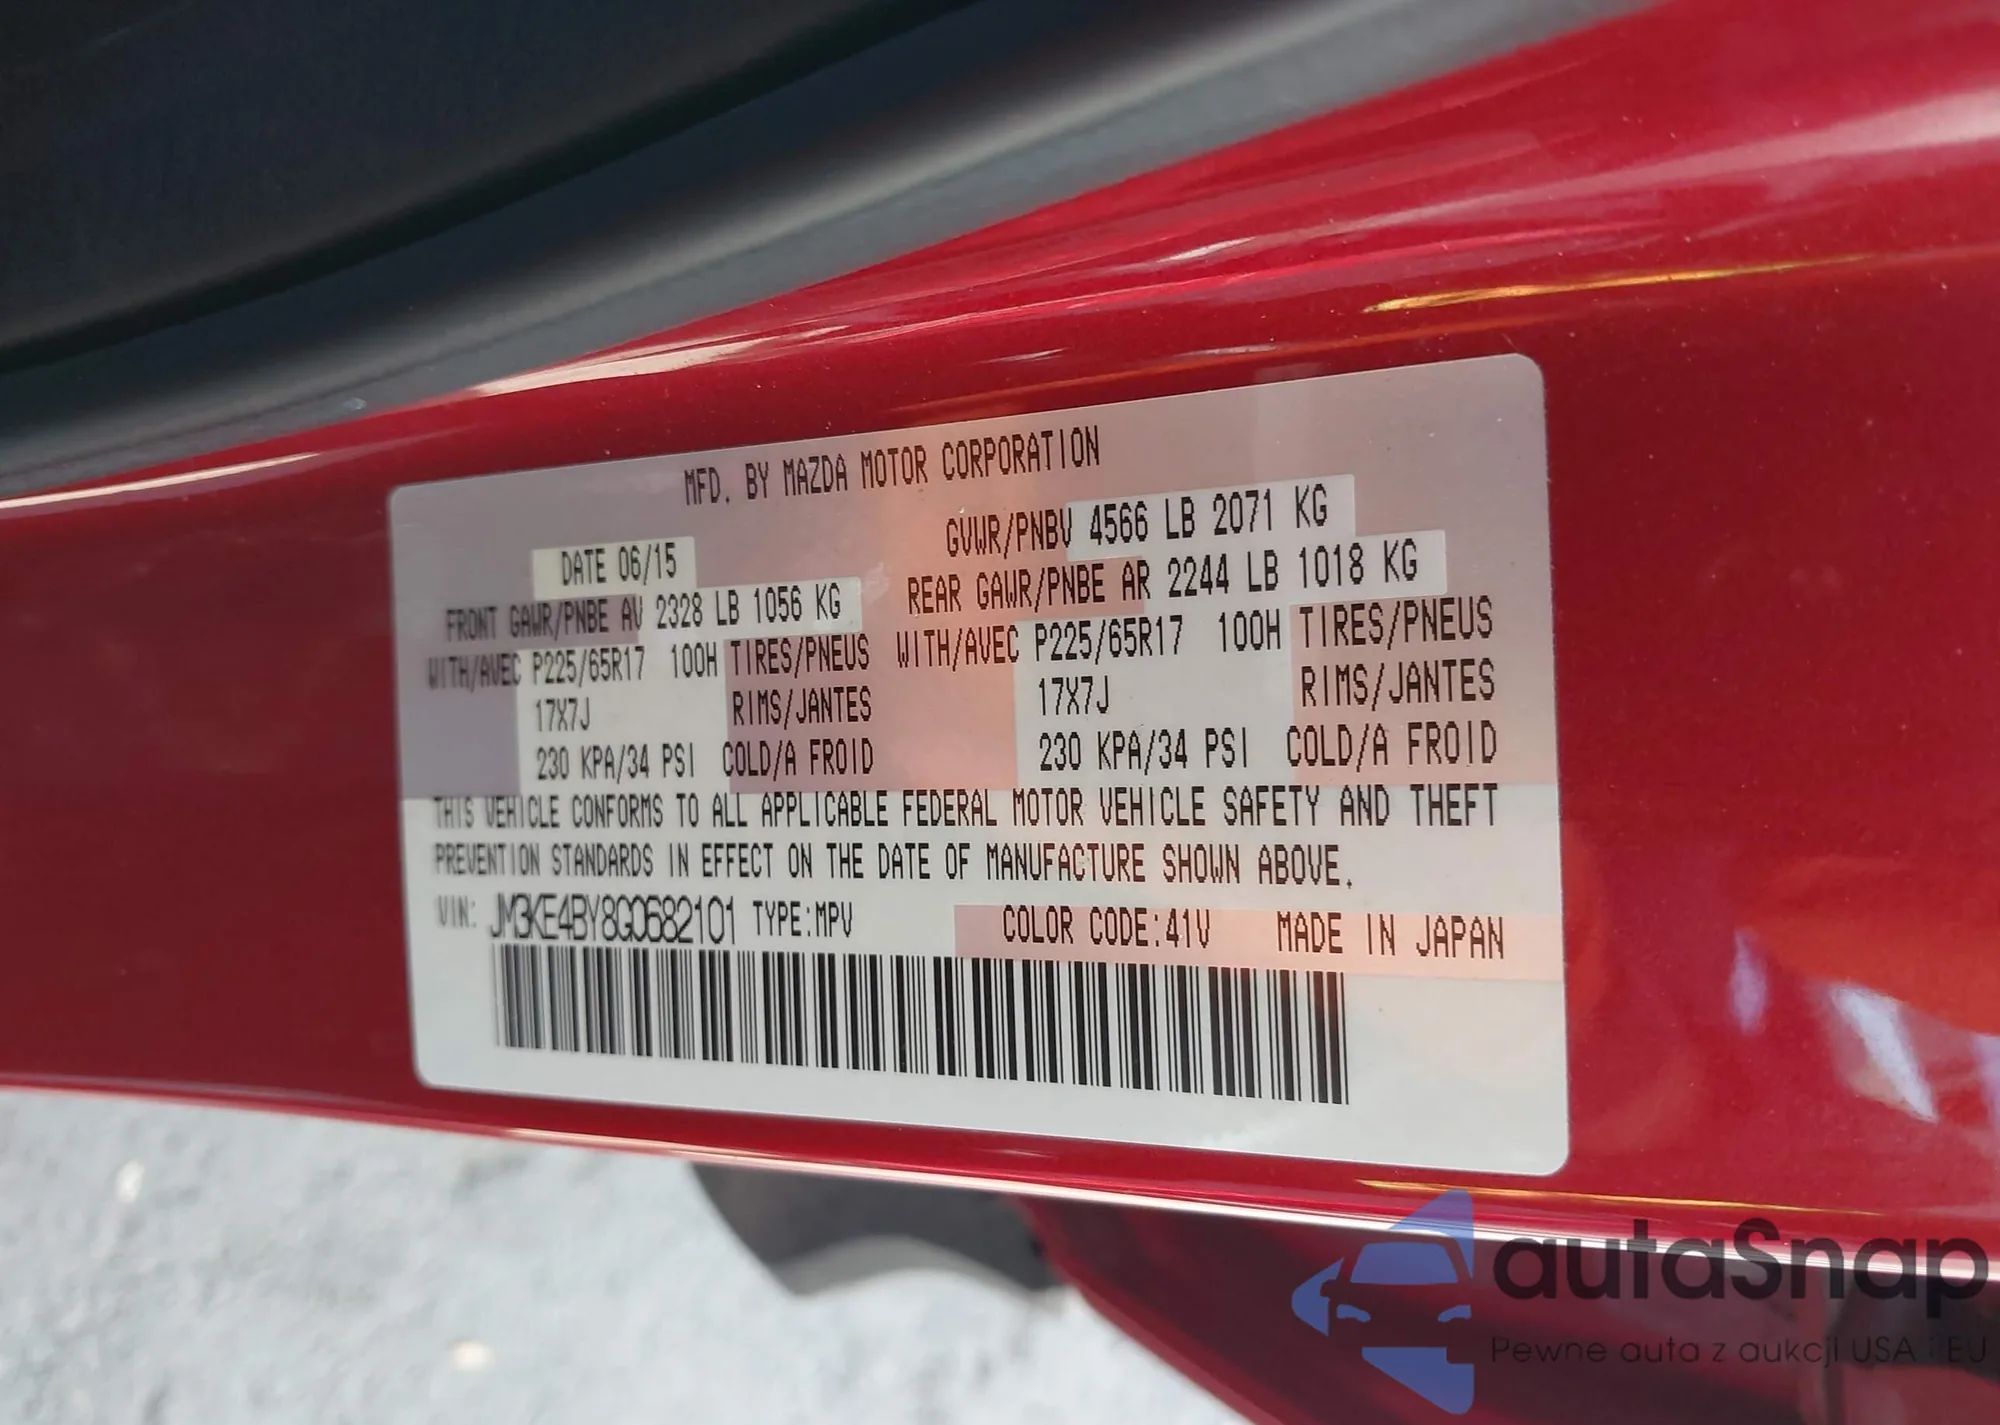 MFD. BY MAZDA MOTOR CORPORATION
DATE 06/15 GVWR/PNBV 4566 LB 2071 KG
FRONT GAWR/PNBE AV 2328 LB 1056 KG REAR GAWR/PNBE AR 2244 LB 1018 KG
WITH/AVEC P225/65R17 100H TIRES/PNEUS WITH/AVEC P225/65R17 100H TIRES/PNEUS
17X7J RIMS/JANTES 17X7J RIMS/JANTES
230 KPA/34 PSI COLD/A FROID 230 KPA/34 PSI COLD/A FROID
THIS VEHICLE CONFORMS TO ALL APPLICABLE FEDERAL MOTOR VEHICLE SAFETY AND THEFT
PREVENTION STANDARDS IN EFFECT ON THE DATE OF MANUFACTURE SHOWN ABOVE.
VIN: JM3KE4BY8G0682101 TYPE:MPV COLOR CODE:41V MADE IN JAPAN
autaSnap
Pewne auta z aukcji USA i EU